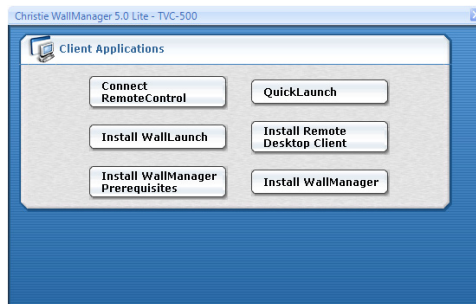 Christie WallManager 5.0 Lite - TVC-500
Client Applications
Connect
RemoteControl
QuickLaunch
Install WallLaunch
Install Remote
Desktop Client
Install WallManager
Prerequisites
Install WallManager